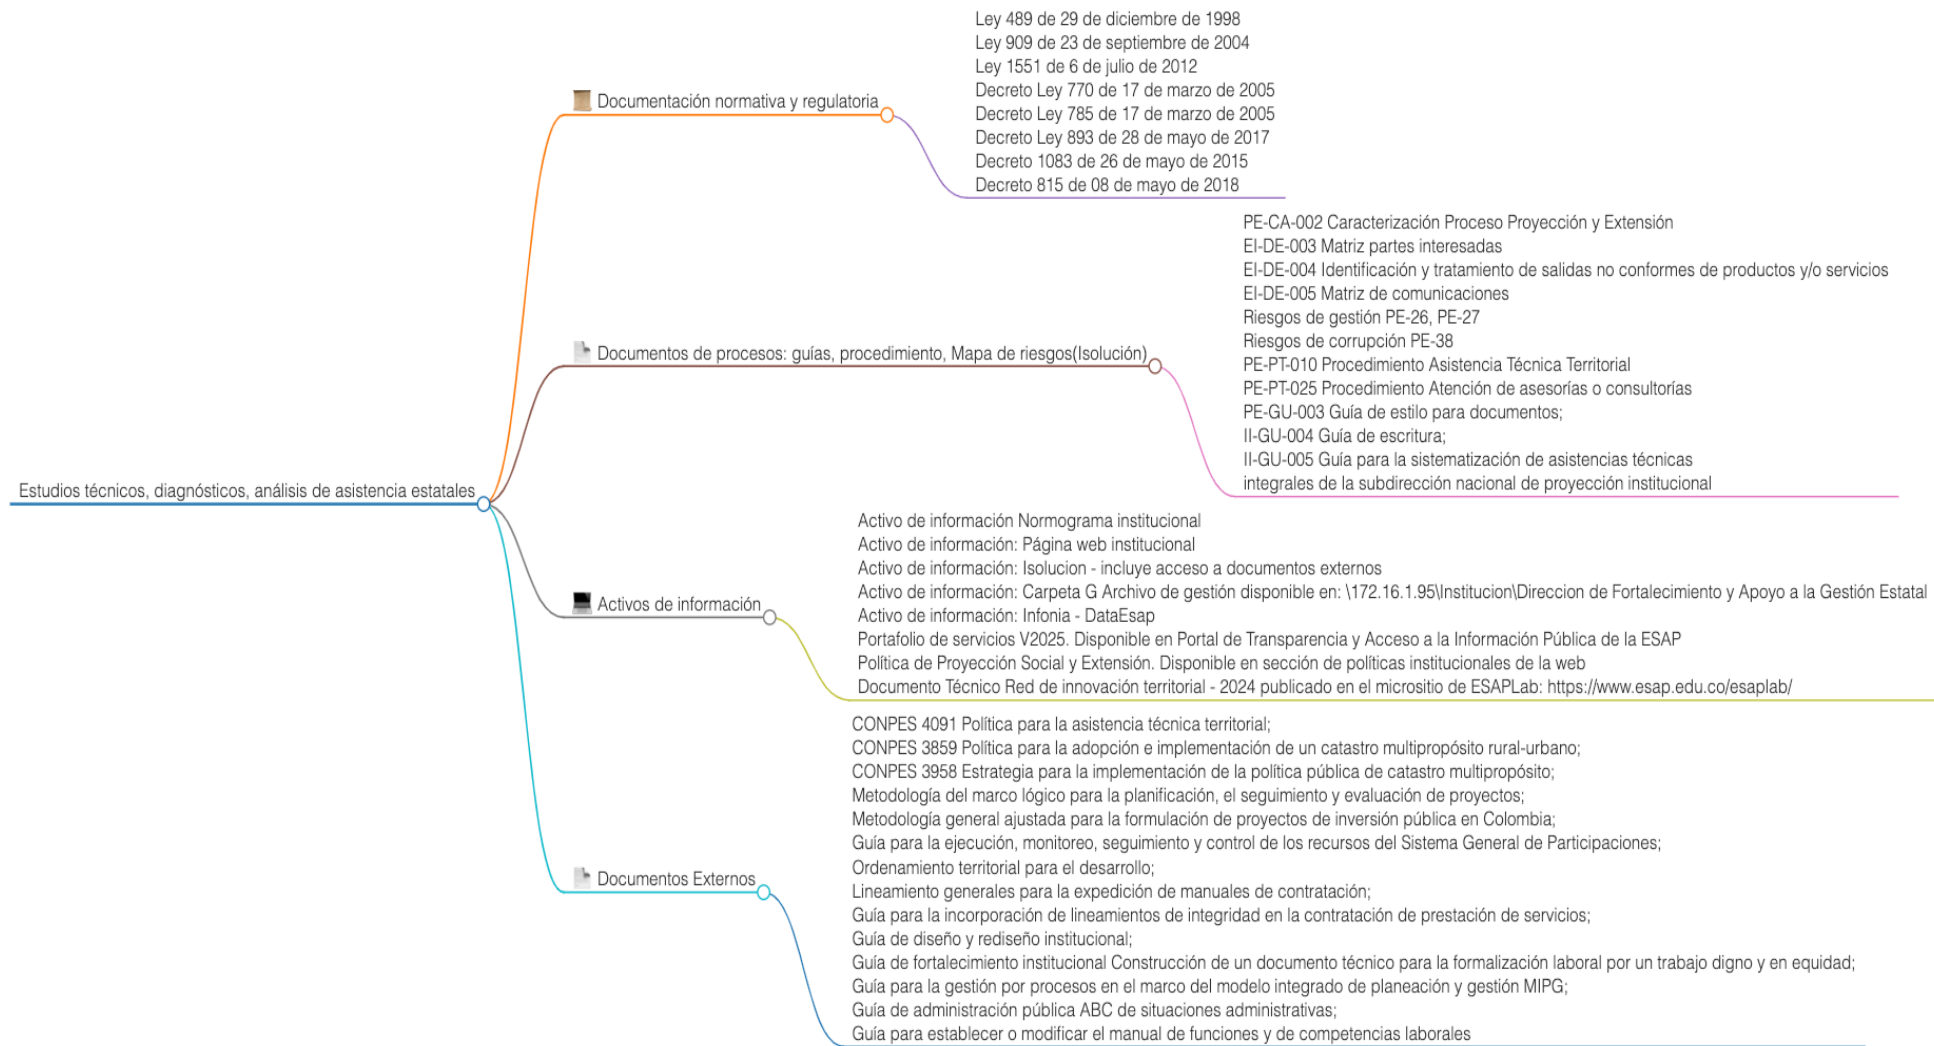 Estudios técnicos, diagnósticos, análisis de asistencia estatales
Documentación normativa y regulatoria
Ley 489 de 29 de diciembre de 1998
Ley 909 de 23 de septiembre de 2004
Ley 1551 de 6 de julio de 2012
Decreto Ley 770 de 17 de marzo de 2005
Decreto Ley 785 de 17 de marzo de 2005
Decreto Ley 893 de 28 de mayo de 2017
Decreto 1083 de 26 de mayo de 2015
Decreto 815 de 08 de mayo de 2018
Documentos de procesos: guías, procedimiento, Mapa de riesgos(Isolución)
PE-CA-002 Caracterización Proceso Proyección y Extensión
EI-DE-003 Matriz partes interesadas
EI-DE-004 Identificación y tratamiento de salidas no conformes de productos y/o servicios
EI-DE-005 Matriz de comunicaciones
Riesgos de gestión PE-26, PE-27
Riesgos de corrupción PE-38
PE-PT-010 Procedimiento Asistencia Técnica Territorial
PE-PT-025 Procedimiento Atención de asesorías o consultorías
PE-GU-003 Guía de estilo para documentos;
II-GU-004 Guía de escritura;
II-GU-005 Guía para la sistematización de asistencias técnicas
integrales de la subdirección nacional de proyección institucional
Activos de información
Activo de información Normograma institucional
Activo de información: Página web institucional
Activo de información: Isolucion - incluye acceso a documentos externos
Activo de información: Carpeta G Archivo de gestión disponible en: \172.16.1.95\Institucion\Direccion de Fortalecimiento y Apoyo a la Gestión Estatal
Activo de información: Infonia - DataEsap
Portafolio de servicios V2025. Disponible en Portal de Transparencia y Acceso a la Información Pública de la ESAP
Política de Proyección Social y Extensión. Disponible en sección de políticas institucionales de la web
Documento Técnico Red de innovación territorial - 2024 publicado en el micrositio de ESAPLab: https://www.esap.edu.co/esaplab/
Documentos Externos
CONPES 4091 Política para la asistencia técnica territorial;
CONPES 3859 Política para la adopción e implementación de un catastro multipropósito rural-urbano;
CONPES 3958 Estrategia para la implementación de la política pública de catastro multipropósito;
Metodología del marco lógico para la planificación, el seguimiento y evaluación de proyectos;
Metodología general ajustada para la formulación de proyectos de inversión pública en Colombia;
Guía para la ejecución, monitoreo, seguimiento y control de los recursos del Sistema General de Participaciones;
Ordenamiento territorial para el desarrollo;
Lineamiento generales para la expedición de manuales de contratación;
Guía para la incorporación de lineamientos de integridad en la contratación de prestación de servicios;
Guía de diseño y rediseño institucional;
Guía de fortalecimiento institucional Construcción de un documento técnico para la formalización laboral por un trabajo digno y en equidad;
Guía para la gestión por procesos en el marco del modelo integrado de planeación y gestión MIPG;
Guía de administración pública ABC de situaciones administrativas;
Guía para establecer o modificar el manual de funciones y de competencias laborales